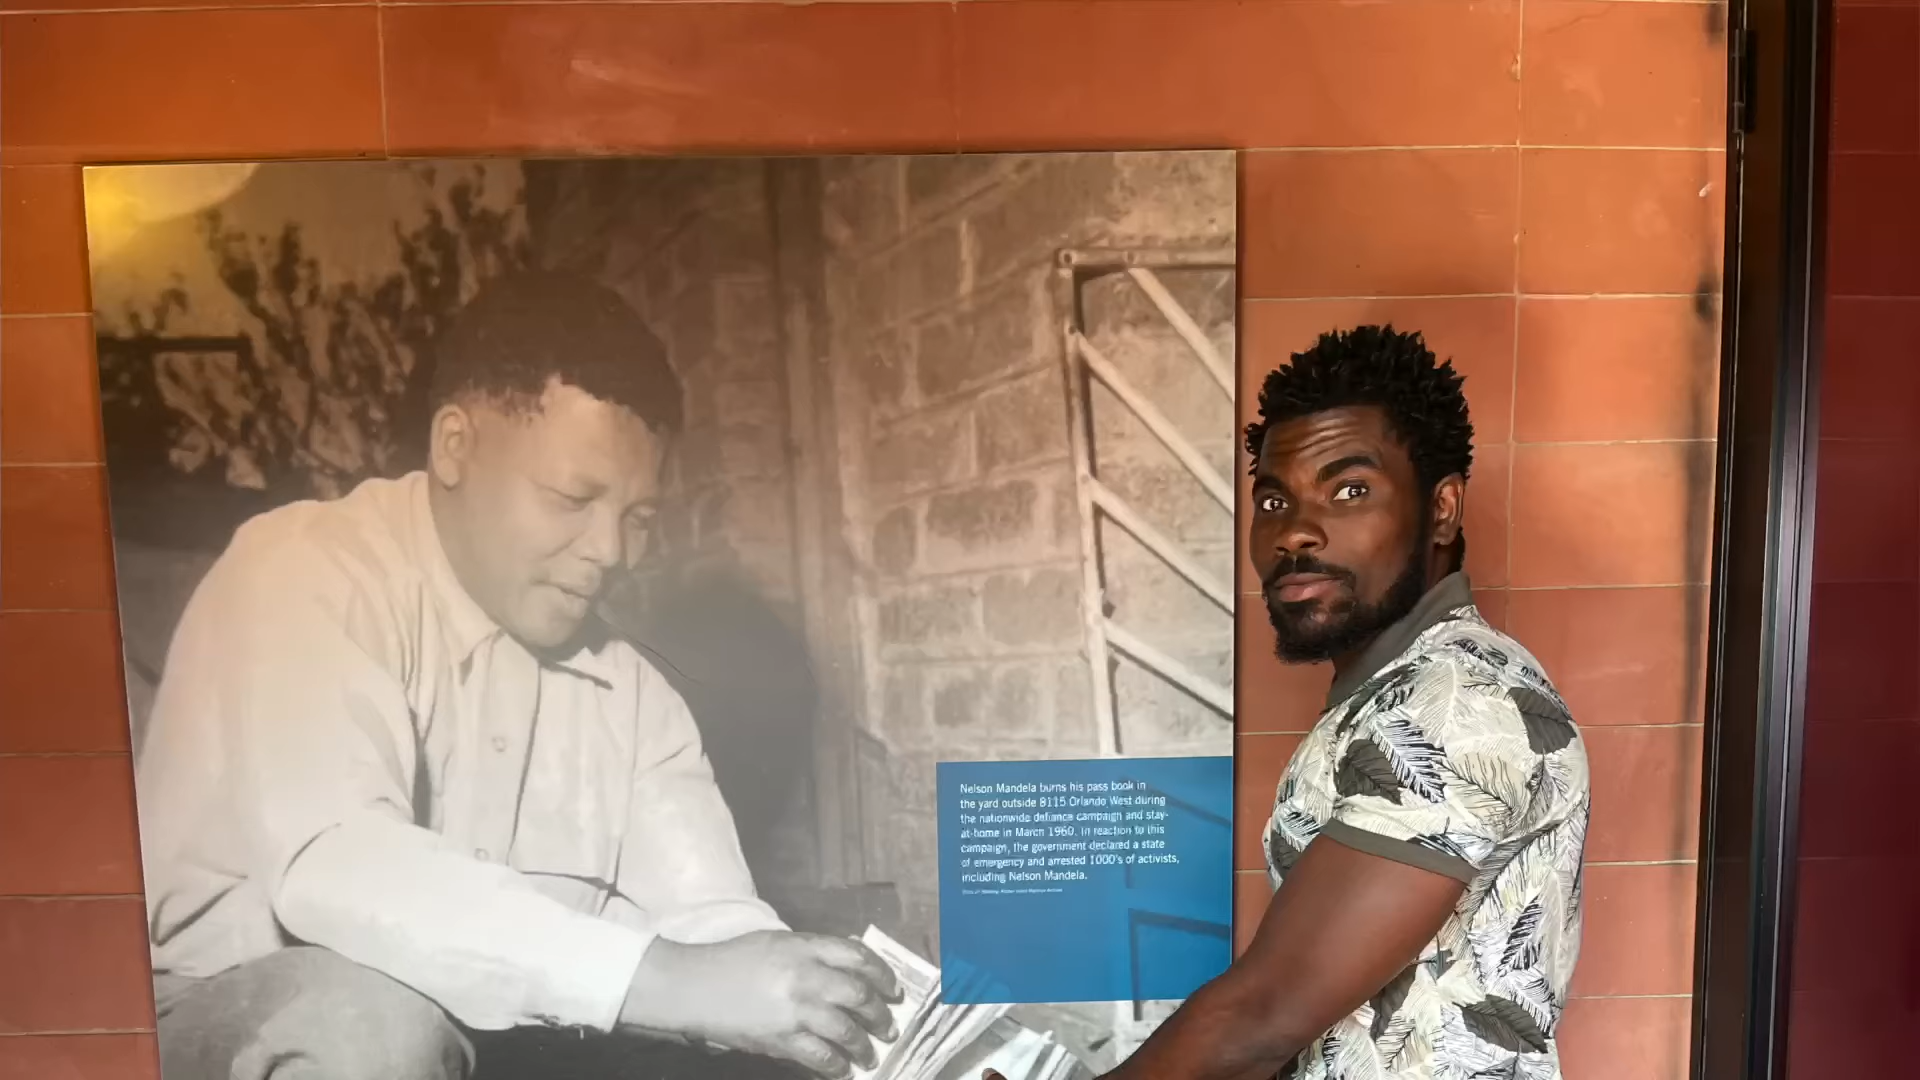 Nelson Mandela burns his pass book in
the yard outside 8115 Orlando West during
the nationwide defiance campaign and stay-
at-home in March 1960. In reaction to this
campaign, the government declared a state
of emergency and arrested 1000's of activists,
including Nelson Mandela.